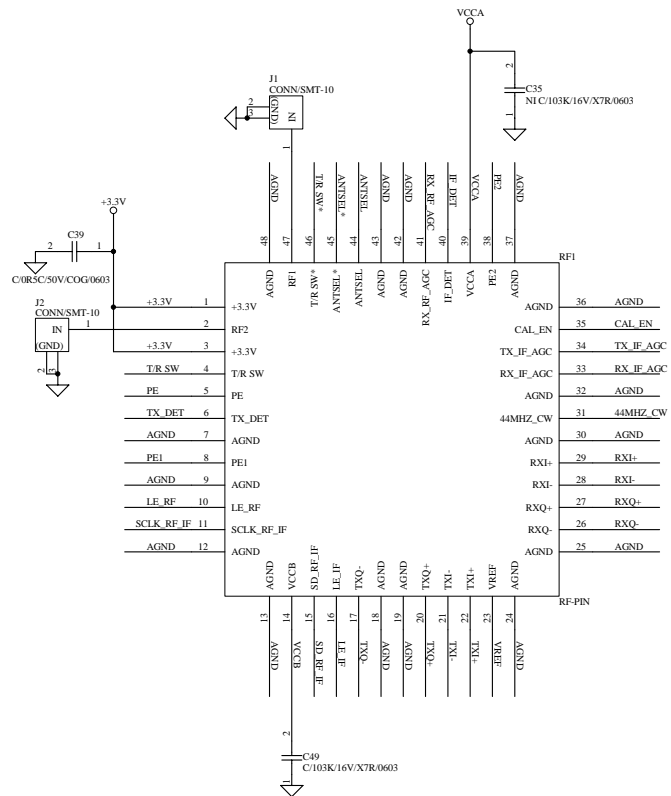 VCCA
J1
CONN/SMT-10
2
3
(GND)
IN
1
2
C35
NI C/103K/16V/X7R/0603
1
AGND
T/R SW*
ANTSEL*
ANTSEL
AGND
AGND
RX_RF_AGC
IF_DET
VCCA
PE2
AGND
48
47
46
45
44
43
42
41
40
39
38
37
AGND
RF1
T/R SW*
ANTSEL*
ANTSEL
AGND
AGND
RX_RF_AGC
IF_DET
VCCA
PE2
AGND
RF1
+3.3V
C39
2
1
C/0R5C/50V/COG/0603
J2
CONN/SMT-10
IN
(GND)
1
2
3
+3.3V 1 +3.3V
2 RF2
+3.3V 3 +3.3V
T/R SW 4 T/R SW
PE 5 PE
TX_DET 6 TX_DET
AGND 7 AGND
PE1 8 PE1
AGND 9 AGND
LE_RF 10 LE_RF
SCLK_RF_IF 11 SCLK_RF_IF
AGND 12 AGND
AGND 36 AGND
CAL_EN 35 CAL_EN
TX_IF_AGC 34 TX_IF_AGC
RX_IF_AGC 33 RX_IF_AGC
AGND 32 AGND
44MHZ_CW 31 44MHZ_CW
AGND 30 AGND
RXI+ 29 RXI+
RXI- 28 RXI-
RXQ+ 27 RXQ+
RXQ- 26 RXQ-
AGND 25 AGND
AGND
VCCB
SD_RF_IF
LE_IF
TXQ-
AGND
AGND
TXQ+
TXI-
TXI+
VREF
AGND
RF-PIN
13
14
15
16
17
18
19
20
21
22
23
24
AGND
VCCB
SD_RF_IF
LE_IF
TXQ-
AGND
AGND
TXQ+
TXI-
TXI+
VREF
AGND
2
C49
C/103K/16V/X7R/0603
1